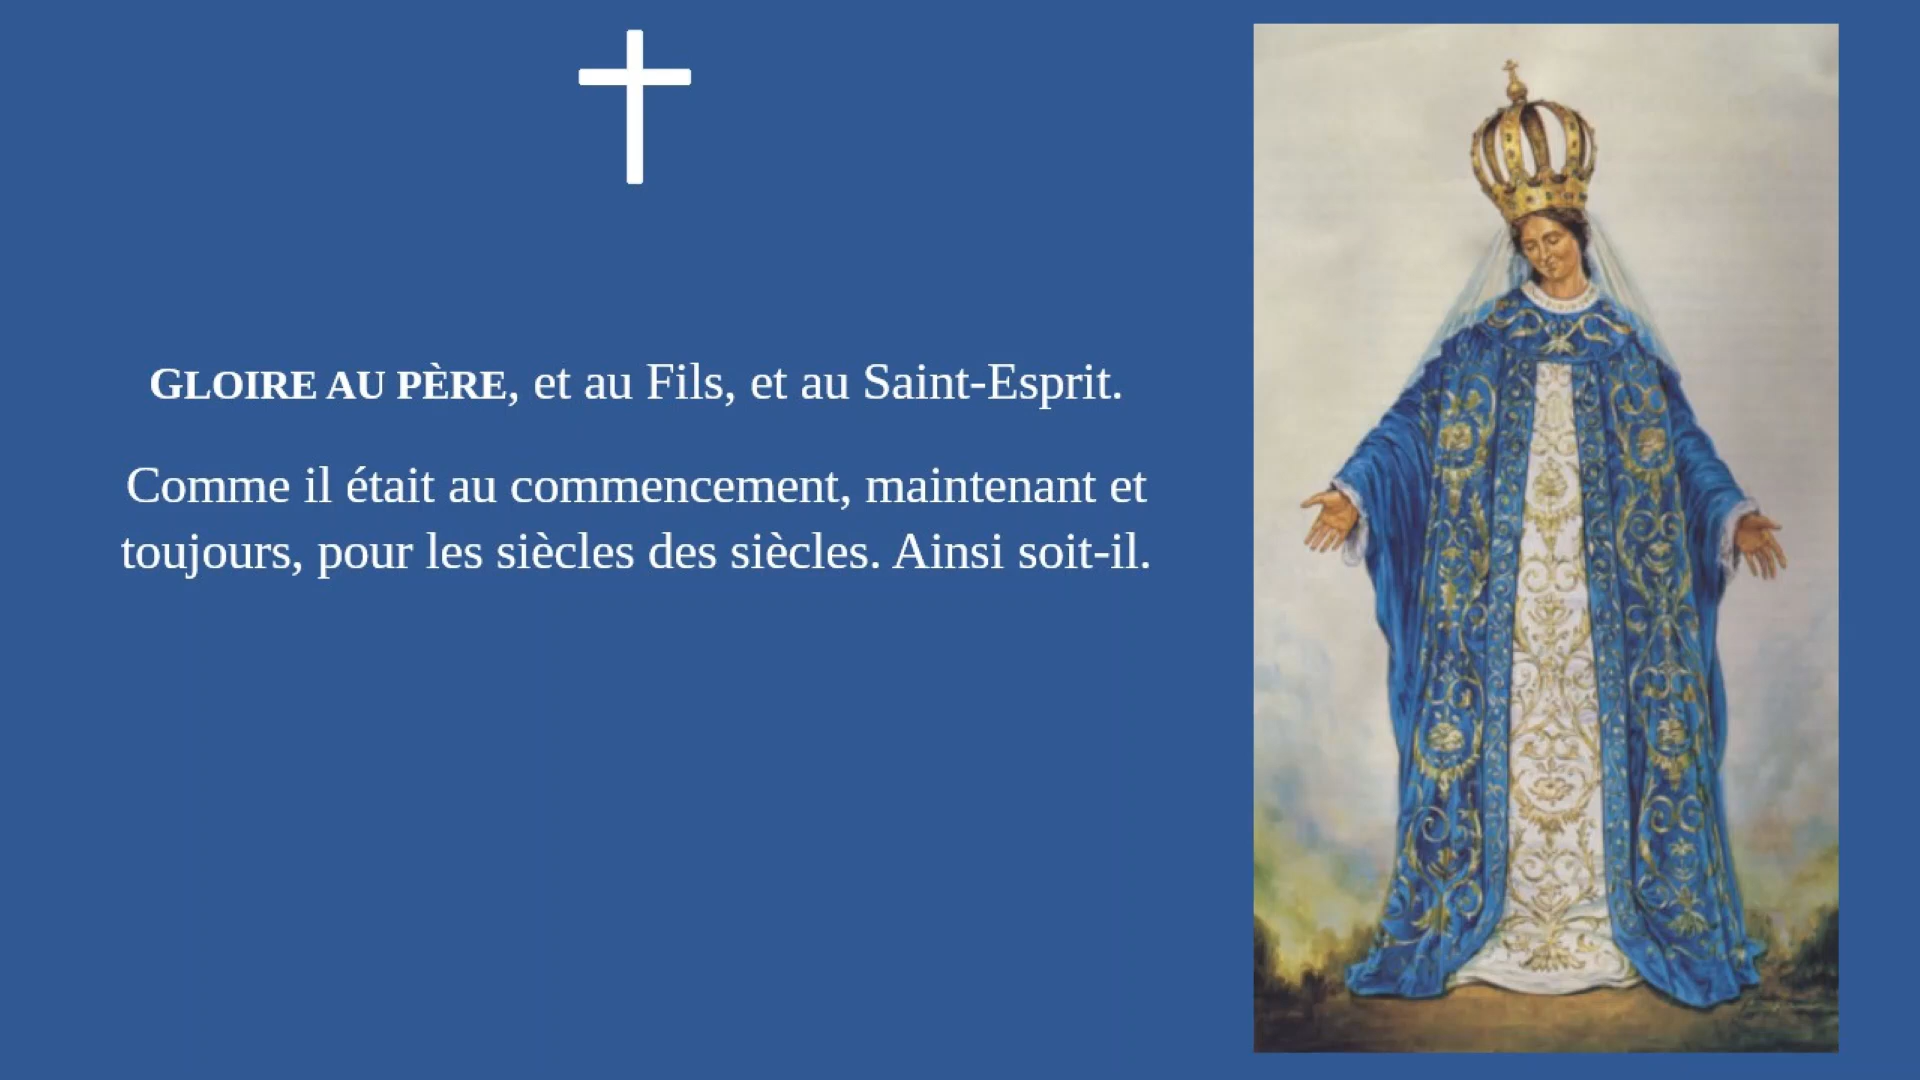 GLOIRE AU PÈRE, et au Fils, et au Saint-Esprit.
Comme il était au commencement, maintenant et
toujours, pour les siècles des siècles. Ainsi soit-il.